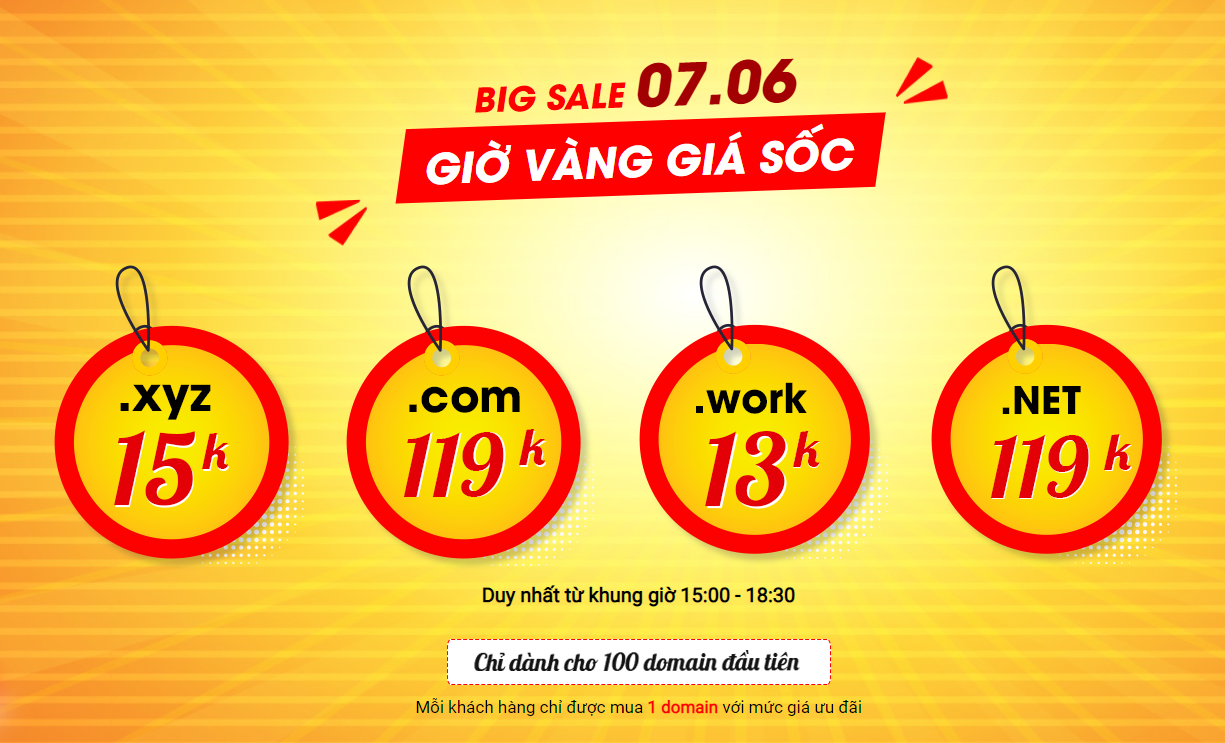 BIG SALE 07.06
GIỜ VÀNG GIÁ SỐC
.xyz
15k
.com
119 k
.work
13k
.NET
119 k
Duy nhất từ khung giờ 15:00 - 18:30
Chỉ dành cho 100 domain đầu tiên
Mỗi khách hàng chỉ được mua 1 domain với mức giá ưu đãi